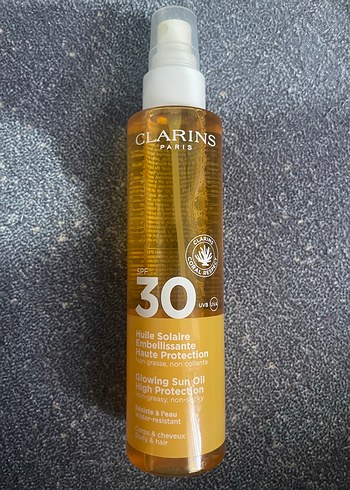 CLARINS
PARIS
CLARINS
CORAL RESPECT
SPF
30
UVB UVA
Huile Solaire
Embellissante
Haute Protection
Non grasse, non collante
Glowing Sun Oil
High Protection
Non-greasy, non-sticky
Résiste à l'eau
Water-resistant
Corps & cheveux
Body & hair